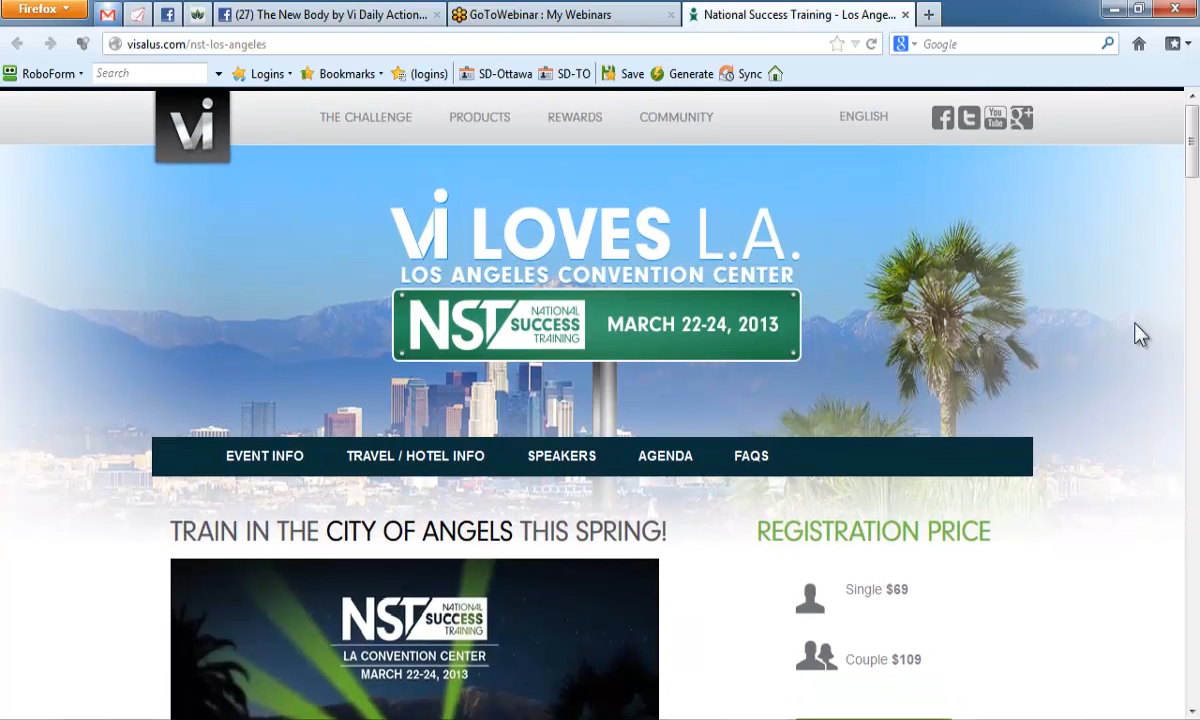 Firefox
(27) The New Body by Vi Daily Action...
GoToWebinar : My Webinars
National Success Training - Los Ange...
visalus.com/nst-los-angeles
Google
RoboForm
Search
Logins
Bookmarks
(logins)
SD-Ottawa
SD-TO
Save
Generate
Sync
Vi
THE CHALLENGE
PRODUCTS
REWARDS
COMMUNITY
ENGLISH
You
Tube
Vi LOVES L.A.
LOS ANGELES CONVENTION CENTER
NST NATIONAL SUCCESS TRAINING
MARCH 22-24, 2013
EVENT INFO
TRAVEL / HOTEL INFO
SPEAKERS
AGENDA
FAQS
TRAIN IN THE CITY OF ANGELS THIS SPRING!
REGISTRATION PRICE
NST NATIONAL SUCCESS TRAINING
LA CONVENTION CENTER
MARCH 22-24, 2013
Single $69
Couple $109